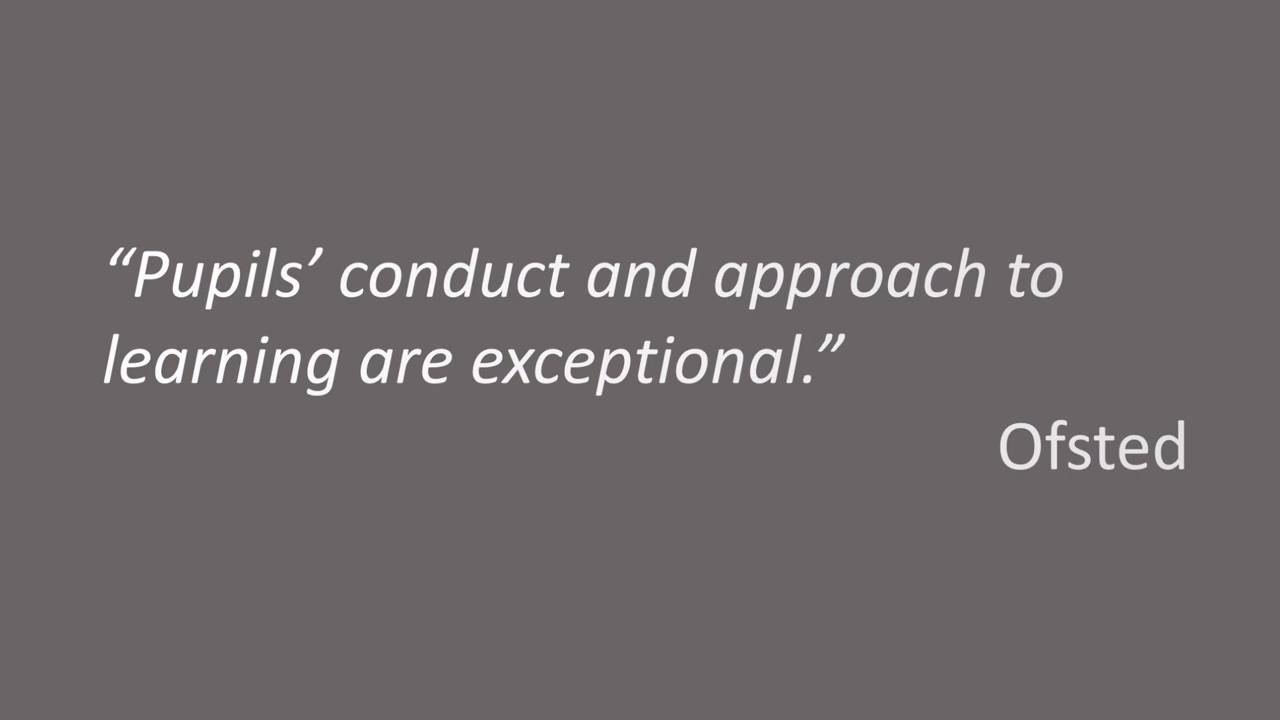 “Pupils’ conduct and approach to
learning are exceptional.”
Ofsted